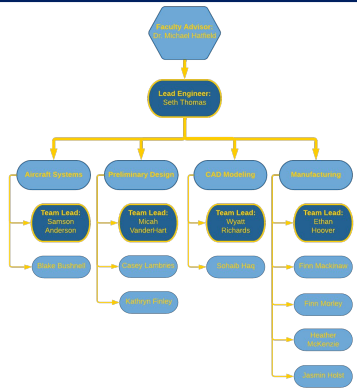 Faculty Advisor:
Dr. Michael Hatfield
Lead Engineer:
Seth Thomas
Aircraft Systems
Preliminary Design
CAD Modeling
Manufacturing
Team Lead:
Samson
Anderson
Team Lead:
Micah
VanderHart
Team Lead:
Wyatt
Richards
Team Lead:
Ethan
Hoover
Blake Bushnell
Casey Lambries
Sohaib Haq
Finn Mackinaw
Kathryn Finley
Finn Morley
Heather
McKenzie
Jasmin Holst